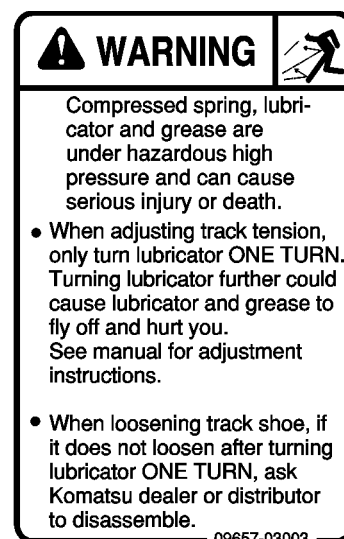 WARNING
Compressed spring, lubri-
cator and grease are
under hazardous high
pressure and can cause
serious injury or death.
• When adjusting track tension,
only turn lubricator ONE TURN.
Turning lubricator further could
cause lubricator and grease to
fly off and hurt you.
See manual for adjustment
instructions.
• When loosening track shoe, if
it does not loosen after turning
lubricator ONE TURN, ask
Komatsu dealer or distributor
to disassemble.
09657-03003